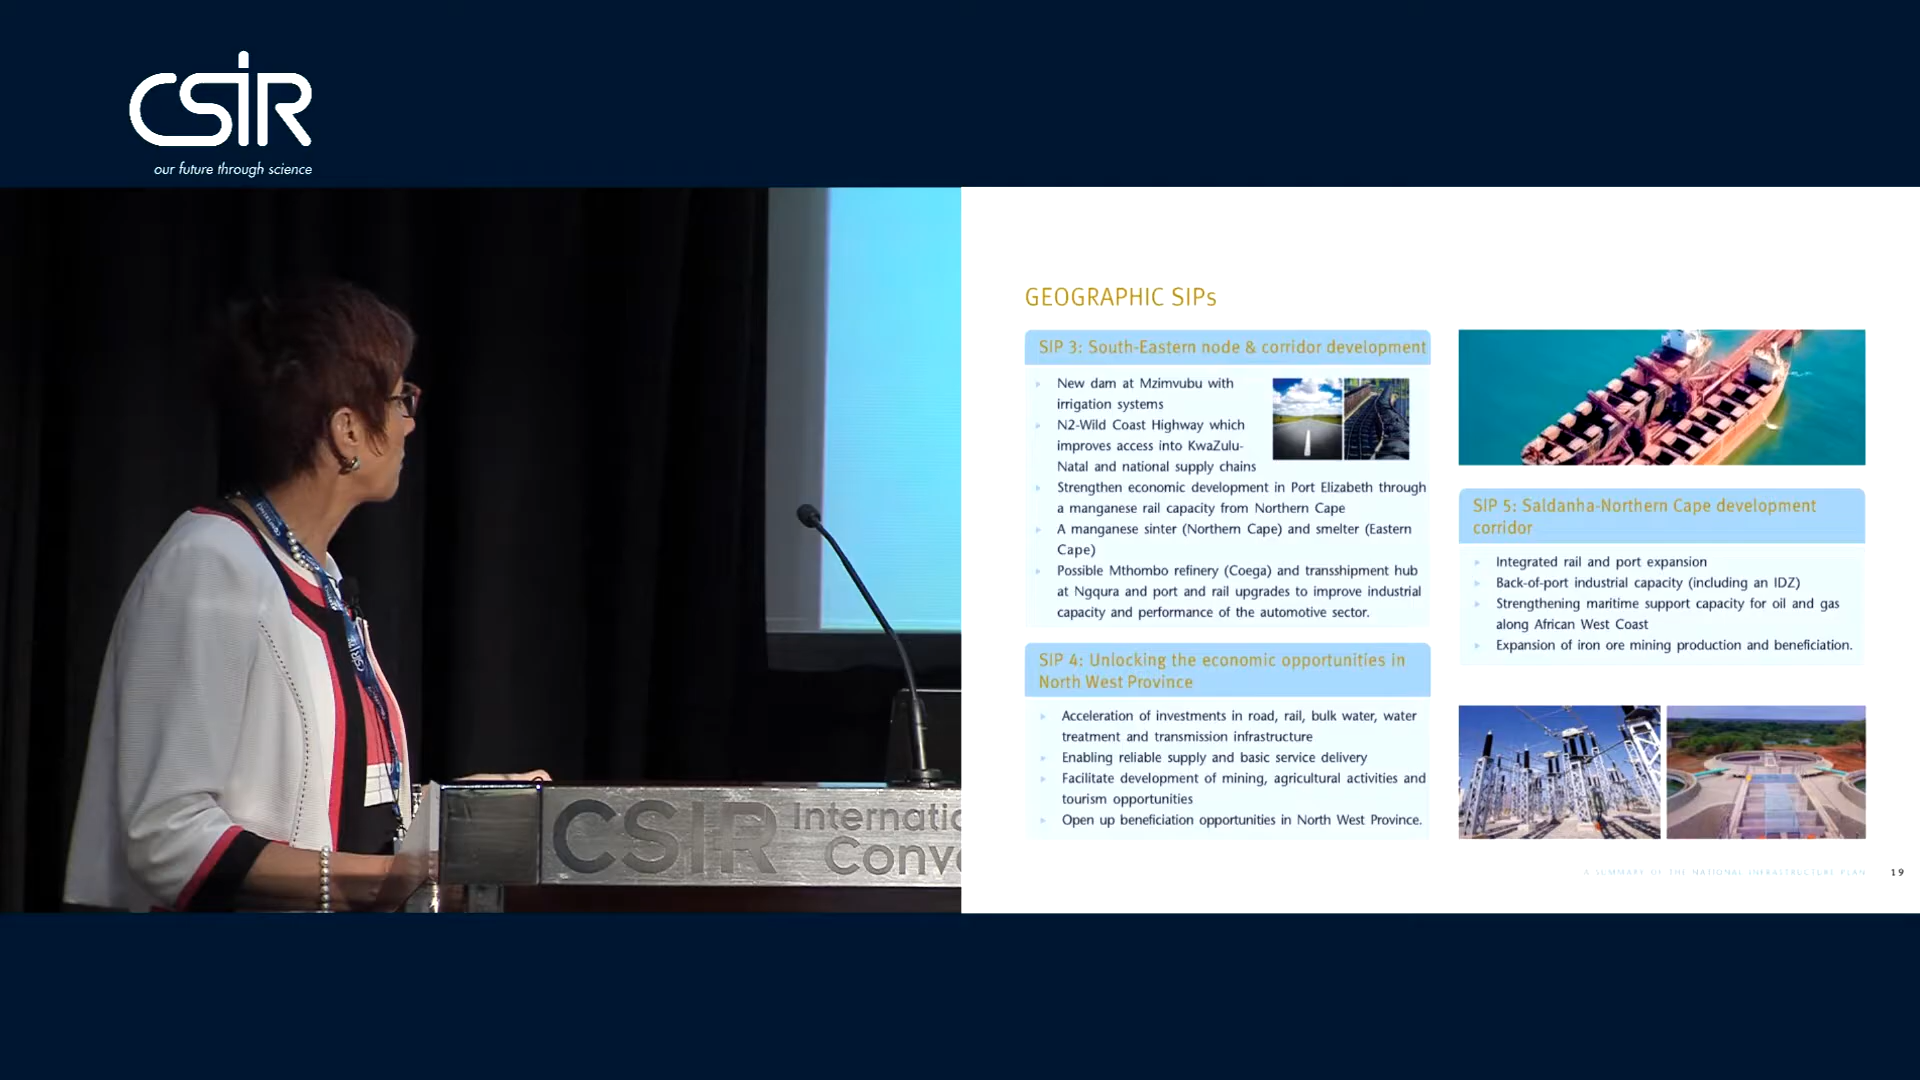 CSIR
our future through science
CSIR
CSIR Internatio
Conv
GEOGRAPHIC SIPs
SIP 3: South-Eastern node & corridor development
New dam at Mzimvubu with
irrigation systems
N2-Wild Coast Highway which
improves access into KwaZulu-
Natal and national supply chains
Strengthen economic development in Port Elizabeth through
a manganese rail capacity from Northern Cape
A manganese sinter (Northern Cape) and smelter (Eastern
Cape)
Possible Mthombo refinery (Coega) and transshipment hub
at Ngqura and port and rail upgrades to improve industrial
capacity and performance of the automotive sector.
SIP 4: Unlocking the economic opportunities in
North West Province
Acceleration of investments in road, rail, bulk water, water
treatment and transmission infrastructure
Enabling reliable supply and basic service delivery
Facilitate development of mining, agricultural activities and
tourism opportunities
Open up beneficiation opportunities in North West Province.
SIP 5: Saldanha-Northern Cape development
corridor
Integrated rail and port expansion
Back-of-port industrial capacity (including an IDZ)
Strengthening maritime support capacity for oil and gas
along African West Coast
Expansion of iron ore mining production and beneficiation.
A SUMMARY OF THE NATIONAL INFRASTRUCTURE PLAN
19